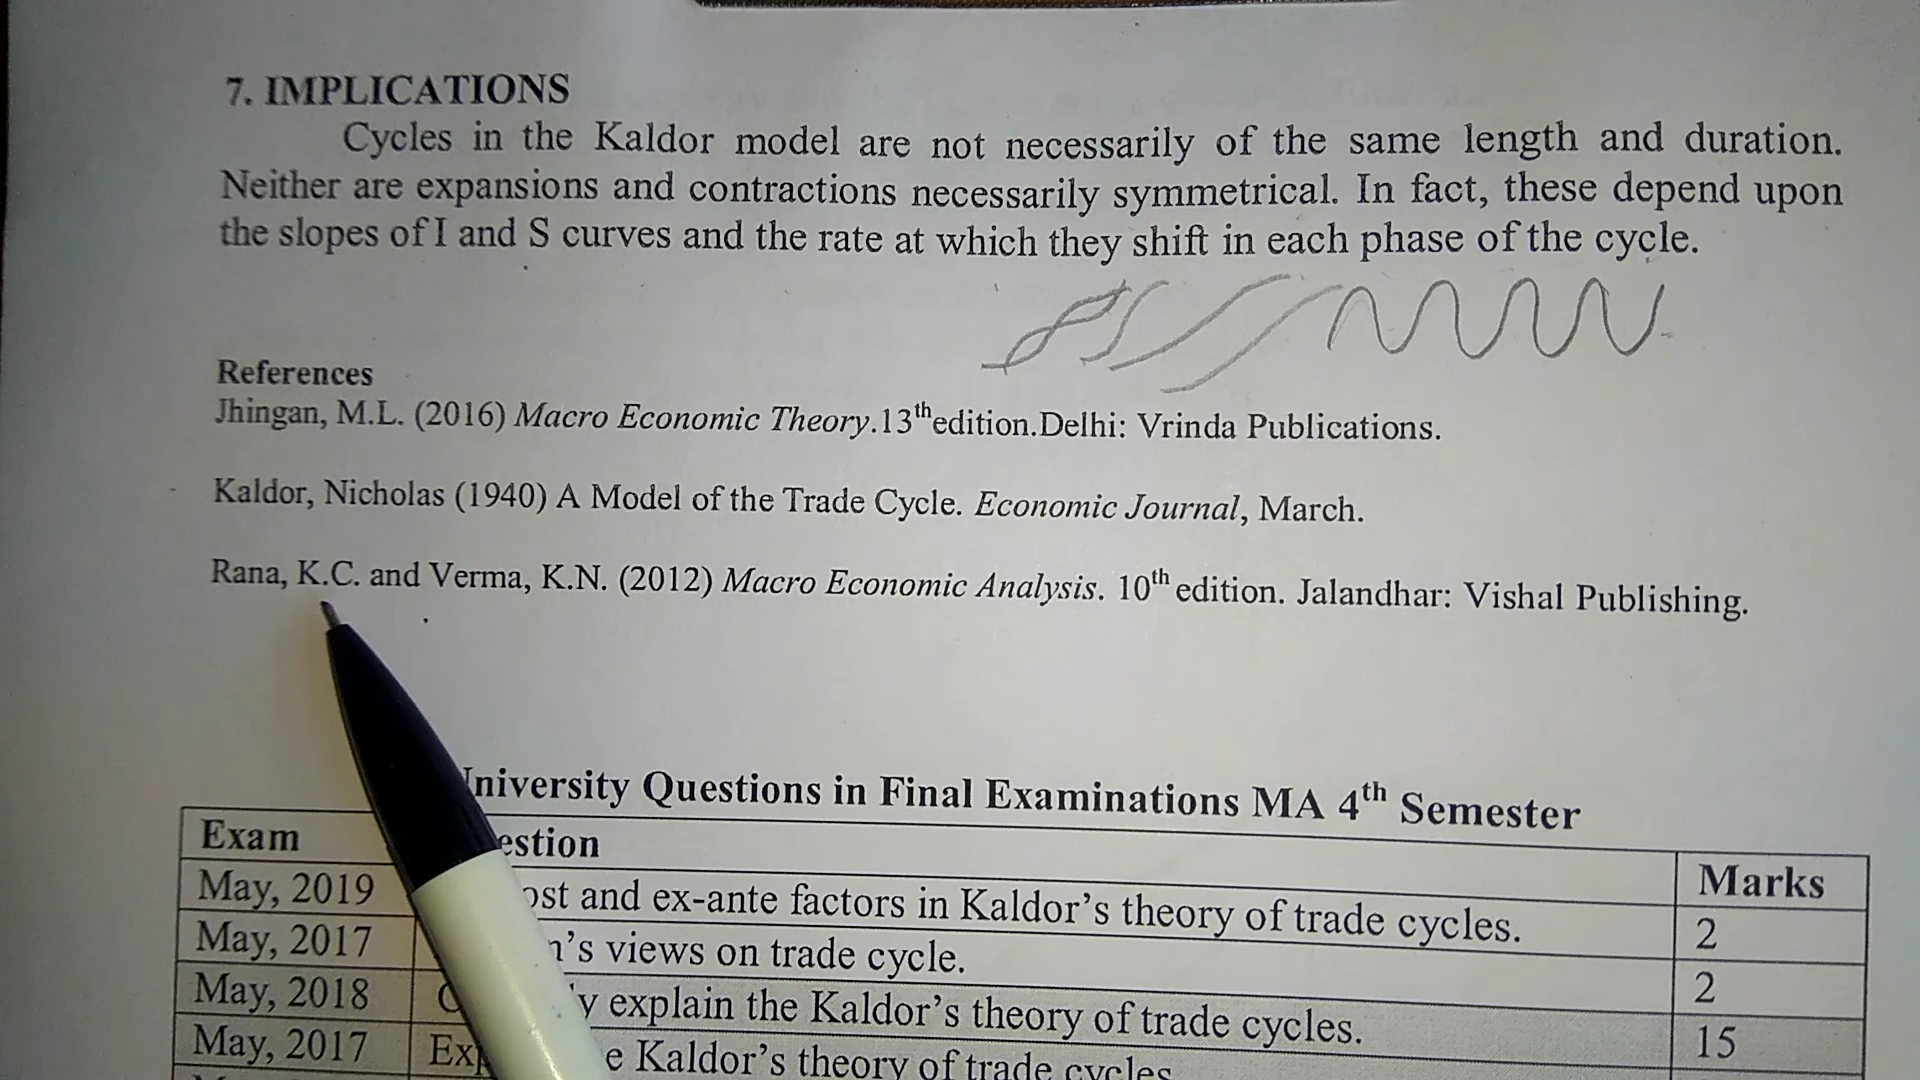 7. IMPLICATIONS
Cycles in the Kaldor model are not necessarily of the same length and duration.
Neither are expansions and contractions necessarily symmetrical. In fact, these depend upon
the slopes of I and S curves and the rate at which they shift in each phase of the cycle.
References
Jhingan, M.L. (2016) Macro Economic Theory.13th edition.Delhi: Vrinda Publications.
Kaldor, Nicholas (1940) A Model of the Trade Cycle. Economic Journal, March.
Rana, K.C. and Verma, K.N. (2012) Macro Economic Analysis. 10th edition. Jalandhar: Vishal Publishing.
University Questions in Final Examinations MA 4th Semester
Exam estion Marks
May, 2019 ost and ex-ante factors in Kaldor's theory of trade cycles. 2
May, 2017 's views on trade cycle. 2
May, 2018 explain the Kaldor's theory of trade cycles. 15
May, 2017 Kaldor's theory of trade cycles